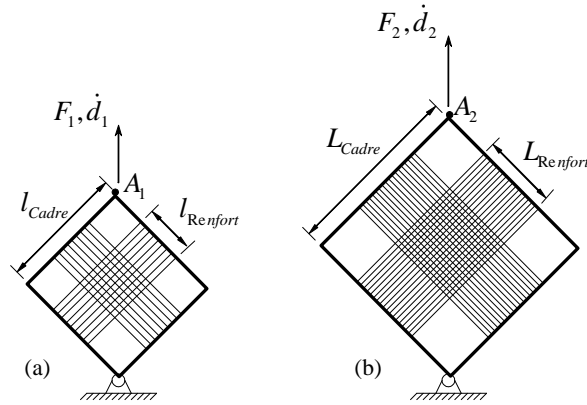 F₁, ḋ₁
A₁
l_Cadre
l_Renfort
(a)
F₂, ḋ₂
A₂
L_Cadre
L_Renfort
(b)